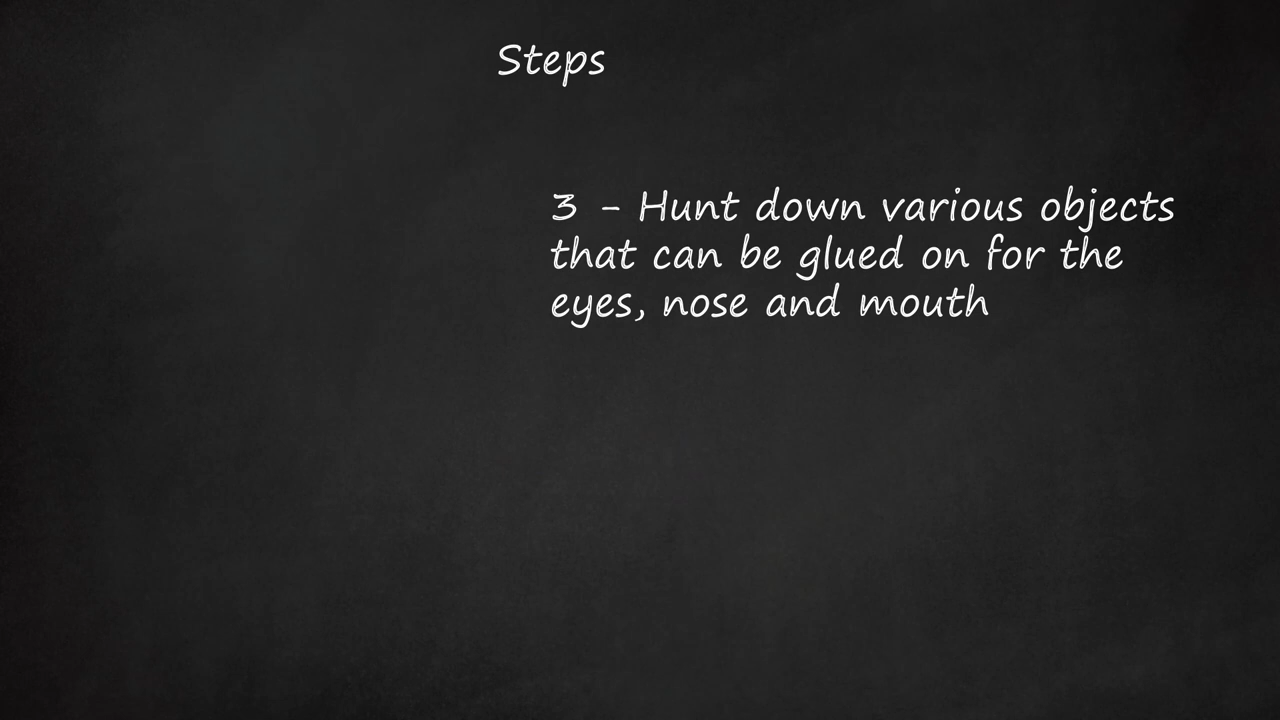 Steps
3 - Hunt down various objects
that can be glued on for the
eyes, nose and mouth